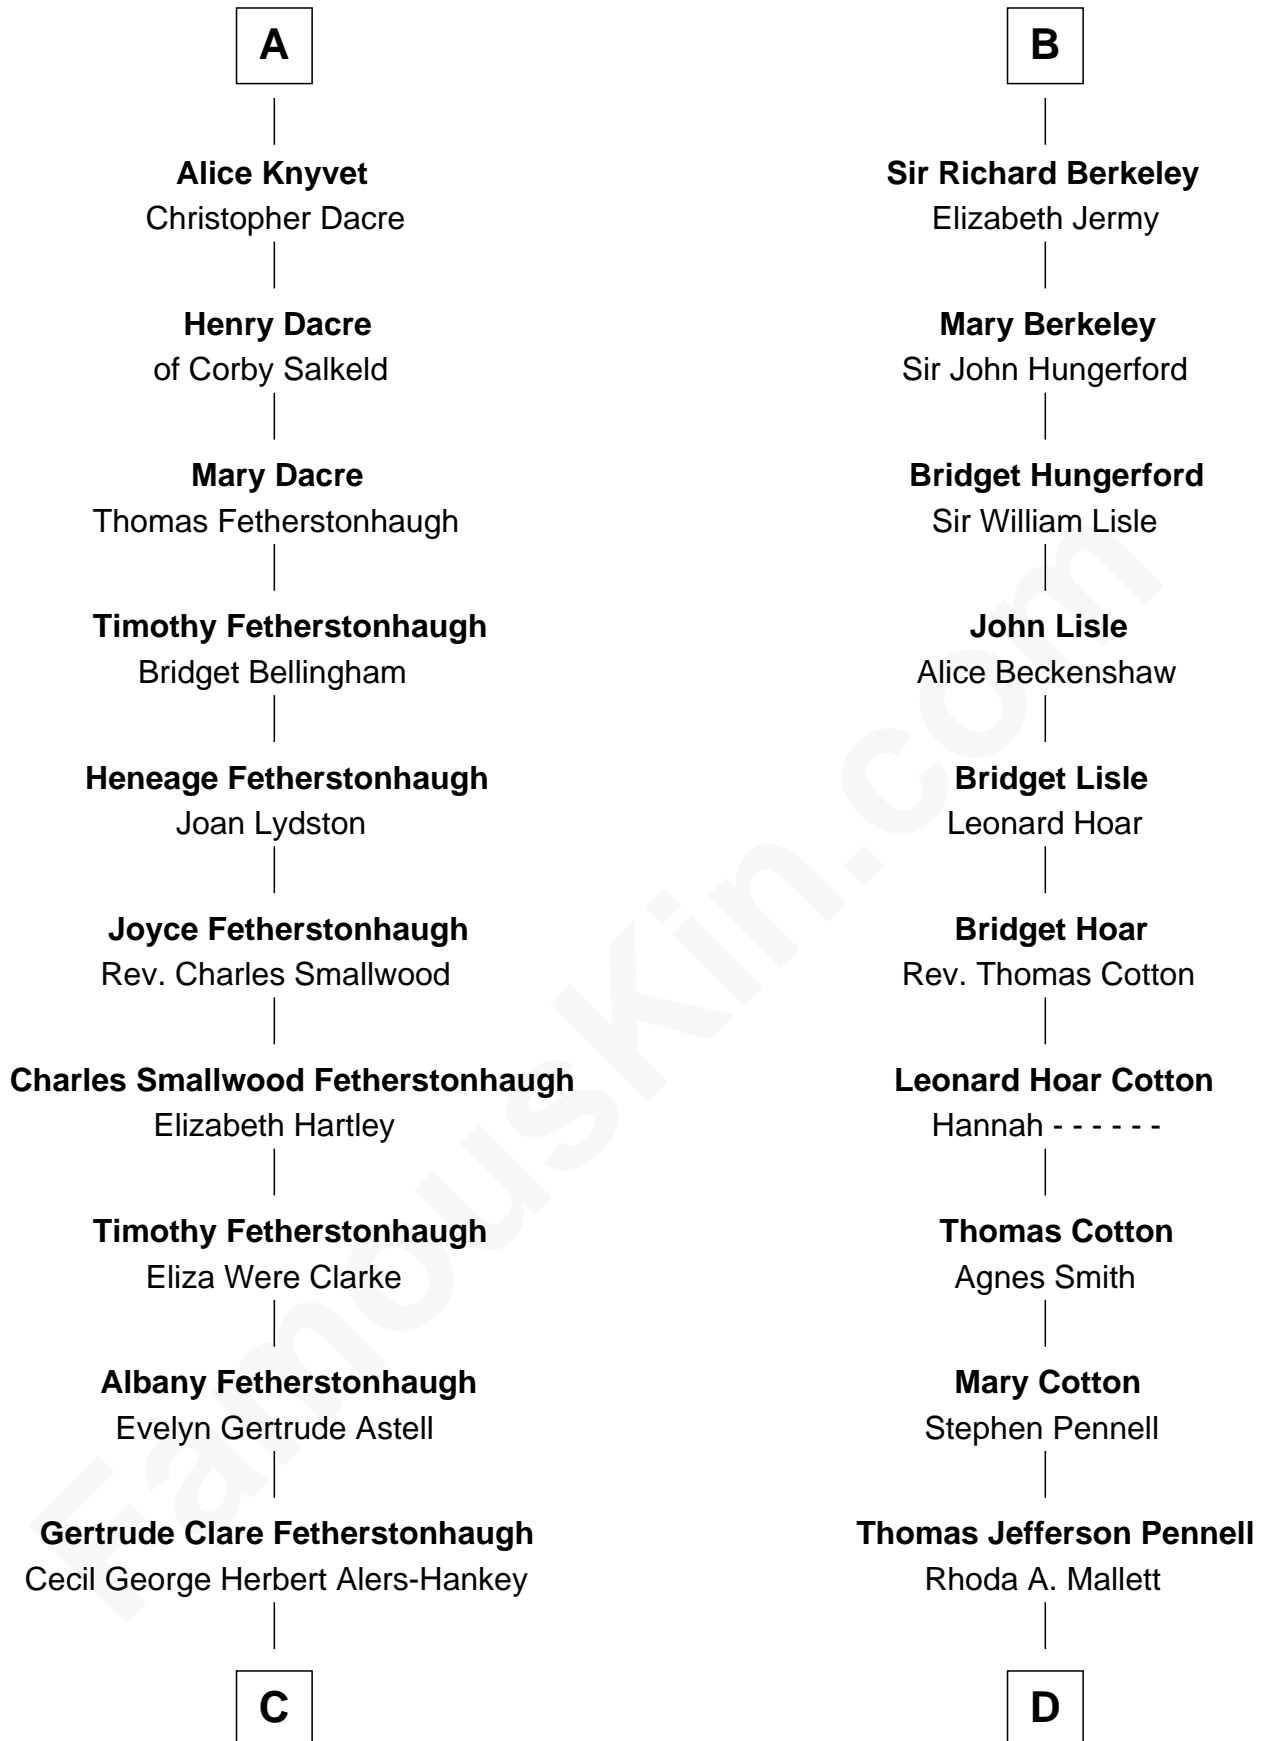 A
Alice Knyvet
Christopher Dacre
Henry Dacre
of Corby Salkeld
Mary Dacre
Thomas Fetherstonhaugh
Timothy Fetherstonhaugh
Bridget Bellingham
Heneage Fetherstonhaugh
Joan Lydston
Joyce Fetherstonhaugh
Rev. Charles Smallwood
Charles Smallwood Fetherstonhaugh
Elizabeth Hartley
Timothy Fetherstonhaugh
Eliza Were Clarke
Albany Fetherstonhaugh
Evelyn Gertrude Astell
Gertrude Clare Fetherstonhaugh
Cecil George Herbert Alers-Hankey
C
B
Sir Richard Berkeley
Elizabeth Jermy
Mary Berkeley
Sir John Hungerford
Bridget Hungerford
Sir William Lisle
John Lisle
Alice Beckenshaw
Bridget Lisle
Leonard Hoar
Bridget Hoar
Rev. Thomas Cotton
Leonard Hoar Cotton
Hannah - - - - - -
Thomas Cotton
Agnes Smith
Mary Cotton
Stephen Pennell
Thomas Jefferson Pennell
Rhoda A. Mallett
D
FamousKin.com